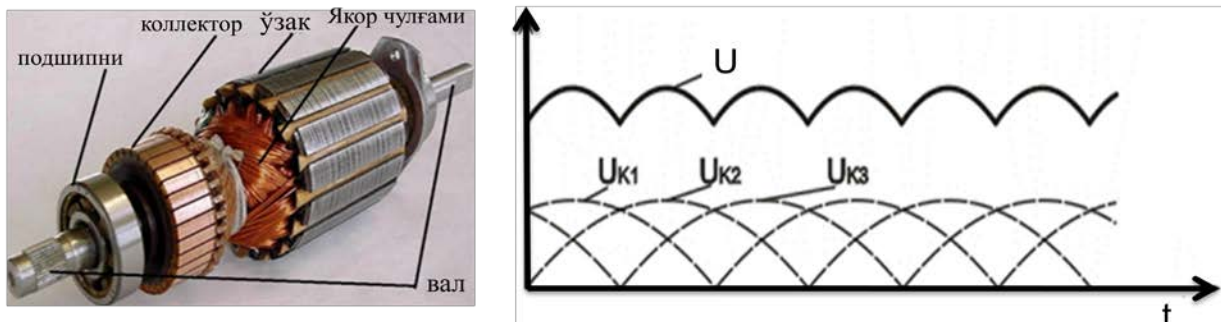 подшипни
коллектор
ўзак
Якор чулғами
вал
U
UK1
UK2
UK3
t